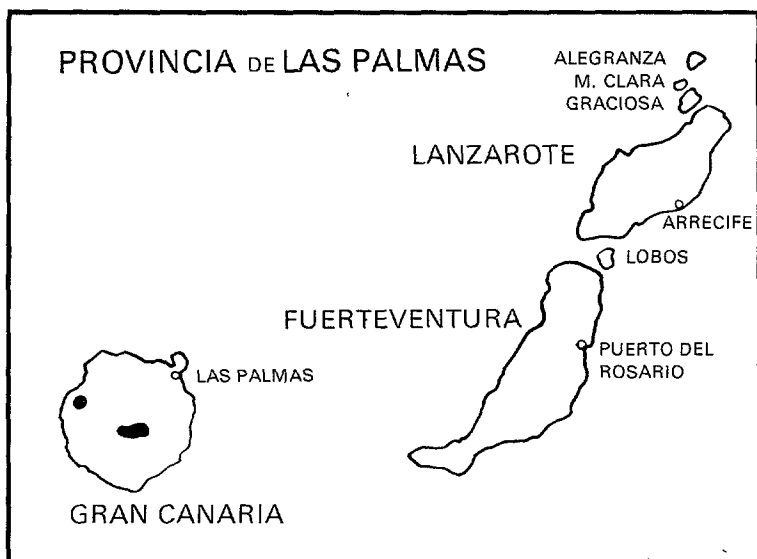 PROVINCIA DE LAS PALMAS
ALEGRANZA
M. CLARA
GRACIOSA
LANZAROTE
ARRECIFE
LOBOS
FUERTEVENTURA
PUERTO DEL
ROSARIO
LAS PALMAS
GRAN CANARIA